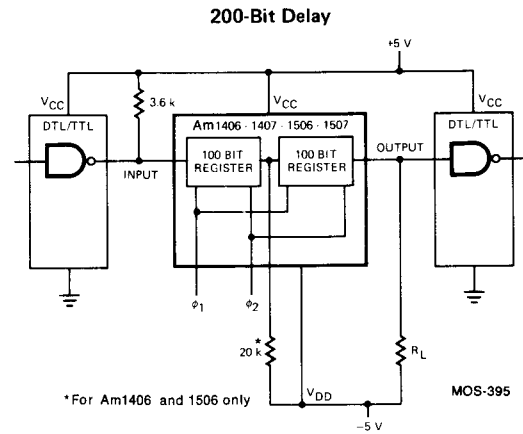 200-Bit Delay
+5 V
VCC
3.6 k
VCC
VCC
DTL/TTL
Am1406 · 1407 · 1506 · 1507
DTL/TTL
100 BIT
REGISTER
100 BIT
REGISTER
INPUT
OUTPUT
ϕ1
ϕ2
*
20 k
RL
VDD
*For Am1406 and 1506 only
MOS-395
−5 V